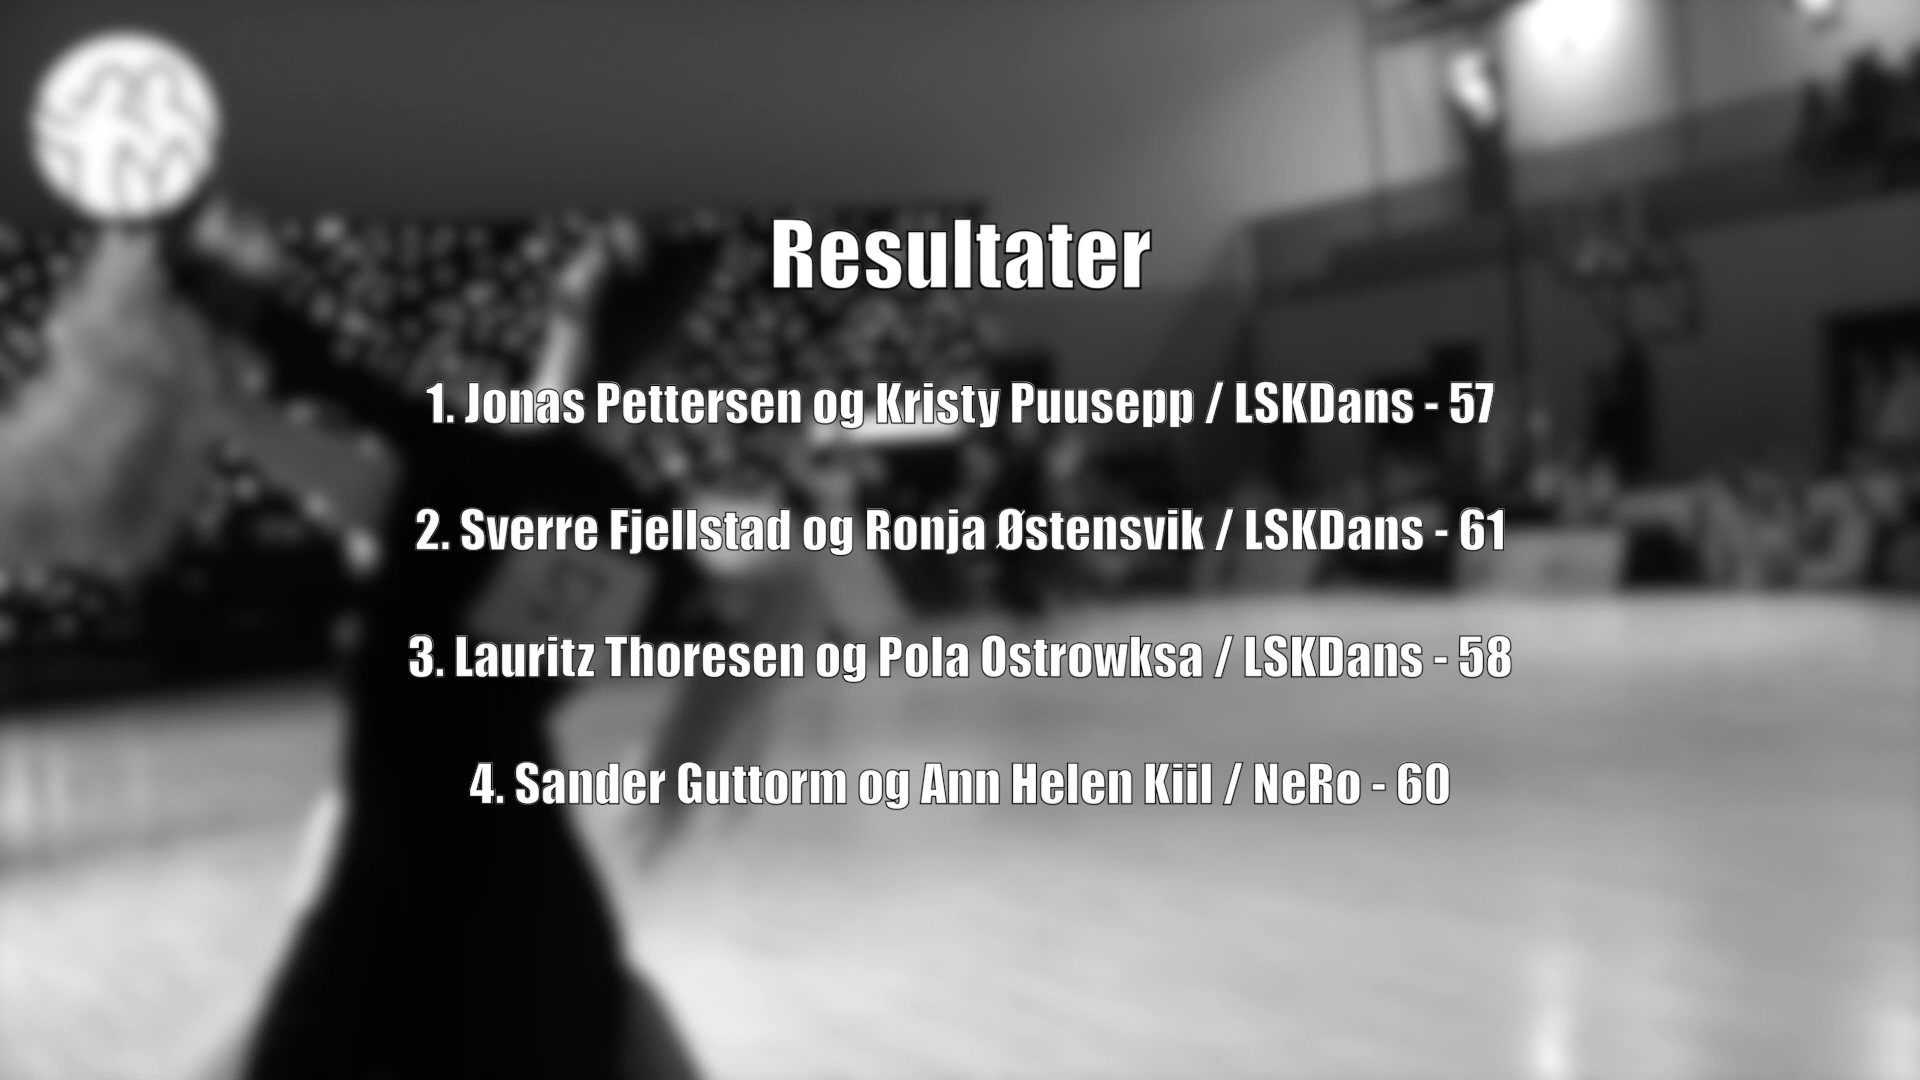 Resultater
1. Jonas Pettersen og Kristy Puusepp / LSKDans - 57
2. Sverre Fjellstad og Ronja Østensvik / LSKDans - 61
3. Lauritz Thoresen og Pola Ostrowksa / LSKDans - 58
4. Sander Guttorm og Ann Helen Kiil / NeRo - 60